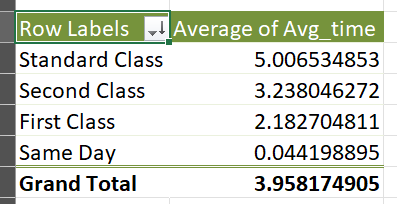 Row Labels Average of Avg_time
Standard Class 5.006534853
Second Class 3.238046272
First Class 2.182704811
Same Day 0.044198895
Grand Total 3.958174905